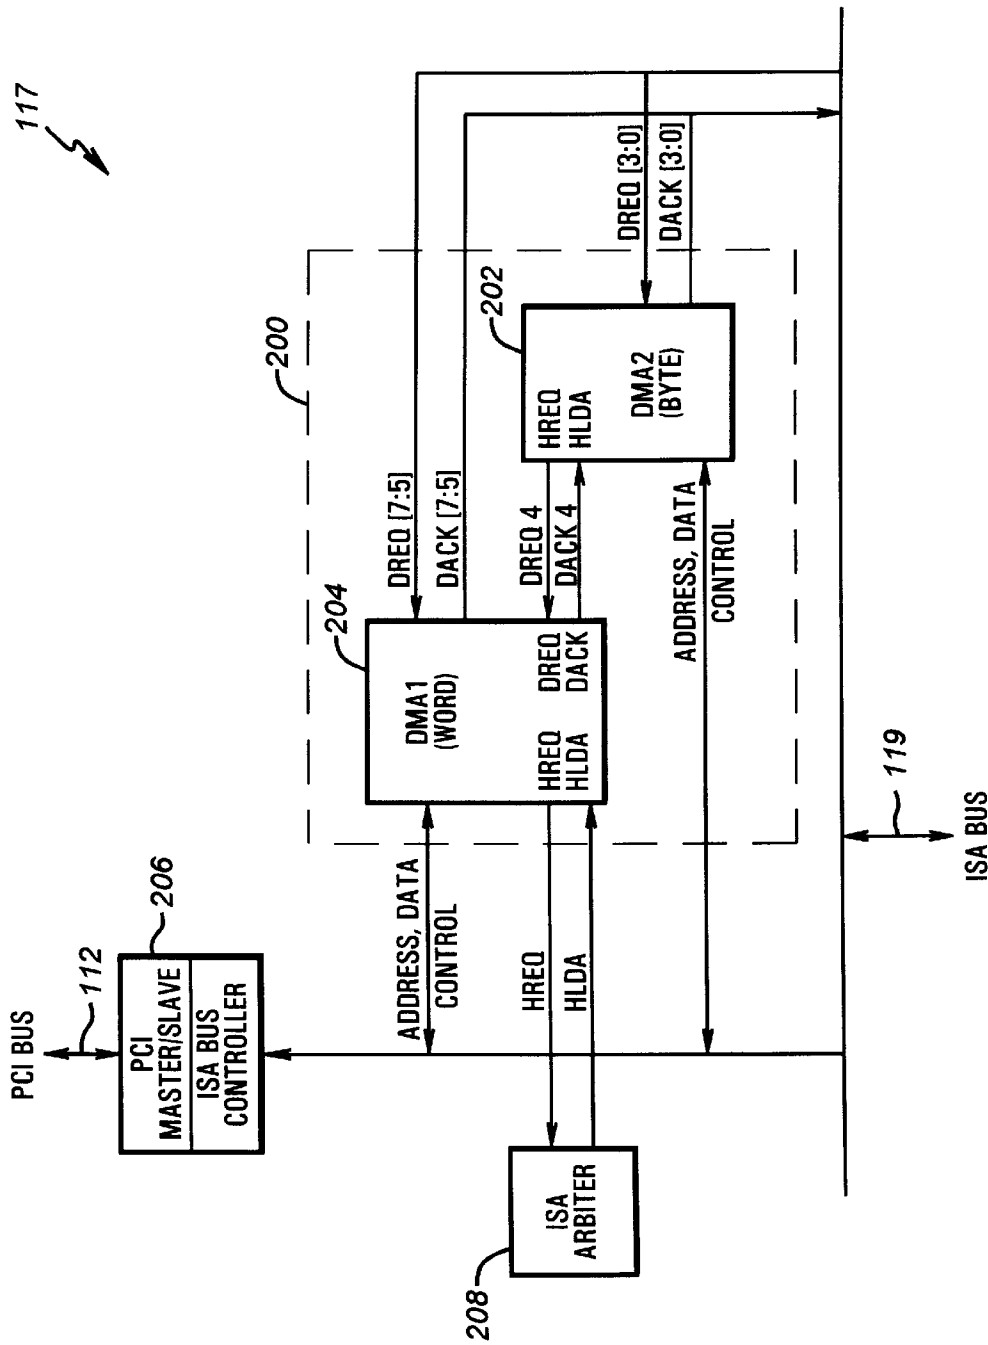 117
PCI BUS
112
206
PCI
MASTER/SLAVE
ISA BUS
CONTROLLER
200
204
DMA1
(WORD)
HREQ
HLDA
DREQ
DACK
DREQ [7:5]
DACK [7:5]
202
HREQ
HLDA
DMA2
(BYTE)
DREQ [3:0]
DACK [3:0]
DREQ 4
DACK 4
ADDRESS, DATA
CONTROL
ADDRESS, DATA
CONTROL
HREQ
HLDA
208
ISA
ARBITER
119
ISA BUS